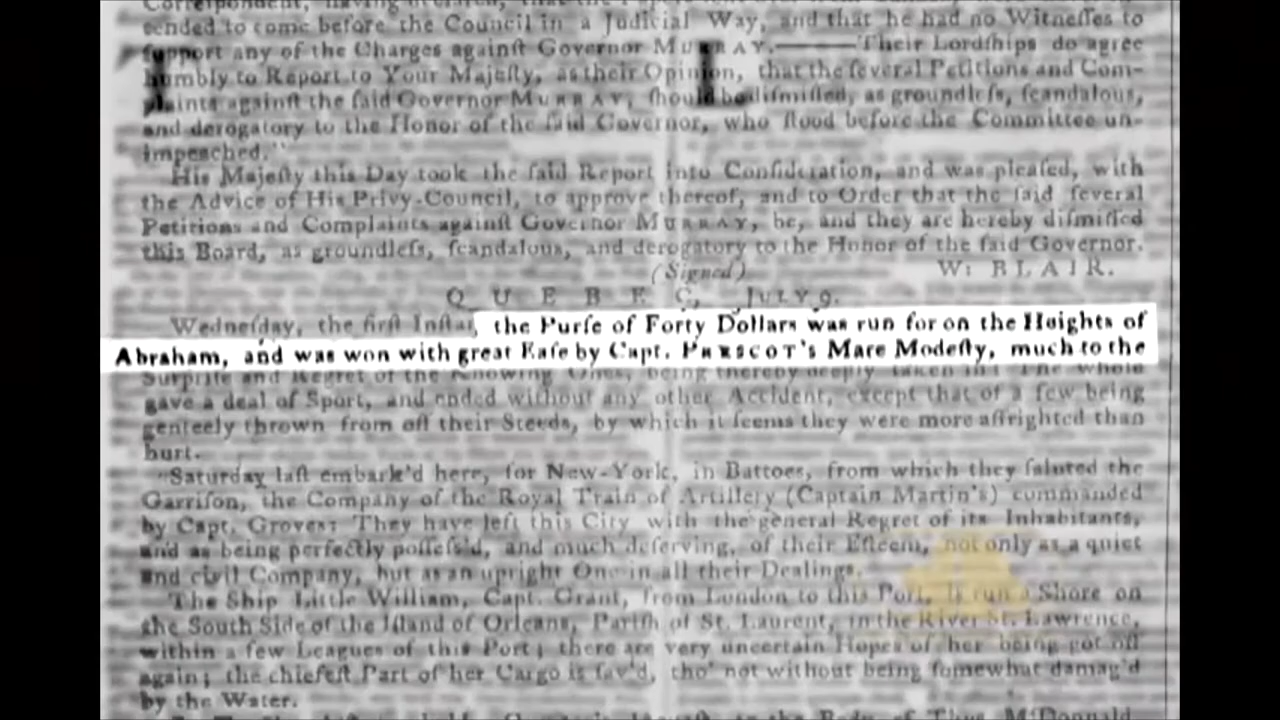 tended to come before the Council in a Judicial Way, and that he had no Witneſſes to
ſupport any of the Charges againſt Governor MURRAY.——Their Lordſhips do agree
humbly to Report to Your Majeſty, as their Opinion, that the ſeveral Petitions and Com-
plaints againſt the ſaid Governor MURRAY, ſhould be diſmiſſed, as groundleſs, ſcandalous,
and derogatory to the Honor of the ſaid Governor, who ſtood before the Committee un-
impeached."
His Majeſty this Day took the ſaid Report into Conſideration, and was pleaſed, with
the Advice of His Privy-Council, to approve thereof, and to Order that the ſaid ſeveral
Petitions and Complaints againſt Governor MURRAY, be, and they are hereby diſmiſſed
this Board, as groundleſs, ſcandalous, and derogatory to the Honor of the ſaid Governor.
(Signed) W: BLAIR.
QUEBEC, JULY 9.
Wedneſday, the firſt Inſtant, the Purſe of Forty Dollars was run for on the Heights of
Abraham, and was won with great Eaſe by Capt. PRESCOT's Mare Modeſty, much to the
Surprize and Regret of the Knowing Ones, being thereby deeply taken in: The whole
gave a deal of Sport, and ended without any other Accident, except that of a few being
genteely thrown from off their Steeds, by which it ſeems they were more affrighted than
hurt.
Saturday laſt embark'd here, for New-York, in Battoes, from which they ſaluted the
Garriſon, the Company of the Royal Train of Artillery (Captain Martin's) commanded
by Capt. Groves: They have left this City with the general Regret of its Inhabitants,
and as being perfectly poſſeſs'd, and much deſerving, of their Eſteem, not only as a quiet
and civil Company, but as an upright One in all their Dealings.
The Ship Little William, Capt. Grant, from London to this Port, is run a Shore on
the South Side of the Iſland of Orleans, Pariſh of St. Laurent, in the River St. Lawrence,
within a few Leagues of this Port; there are very uncertain Hopes of her being got off
again; the chiefeſt Part of her Cargo is ſav'd, tho' not without being ſomewhat damag'd
by the Water.